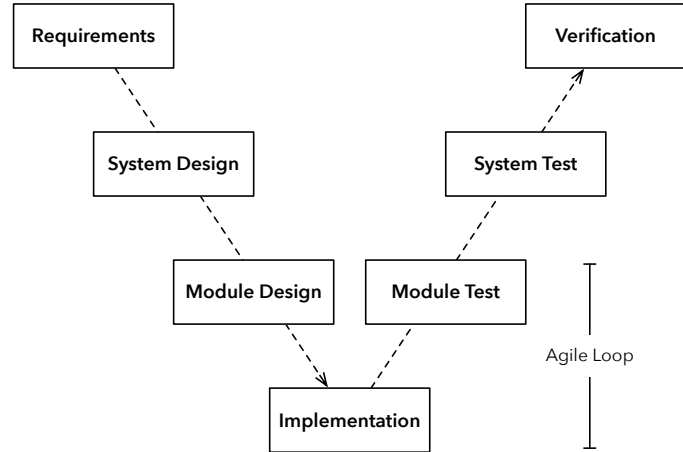 Requirements
Verification
System Design
System Test
Module Design
Module Test
Agile Loop
Implementation